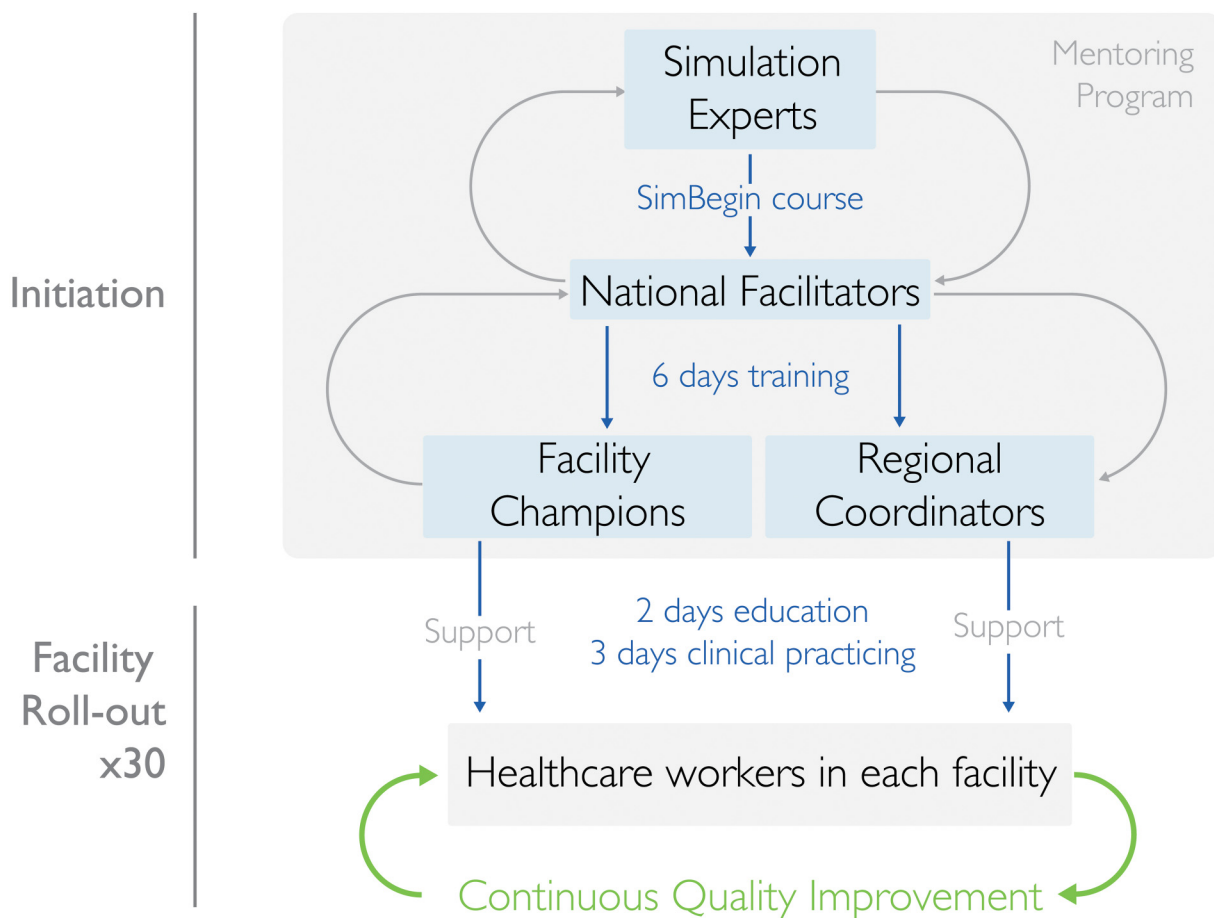 Simulation
Experts
Mentoring
Program
SimBegin course
Initiation
National Facilitators
6 days training
Facility
Champions
Regional
Coordinators
2 days education
3 days clinical practicing
Support
Support
Facility
Roll-out
x30
Healthcare workers in each facility
Continuous Quality Improvement